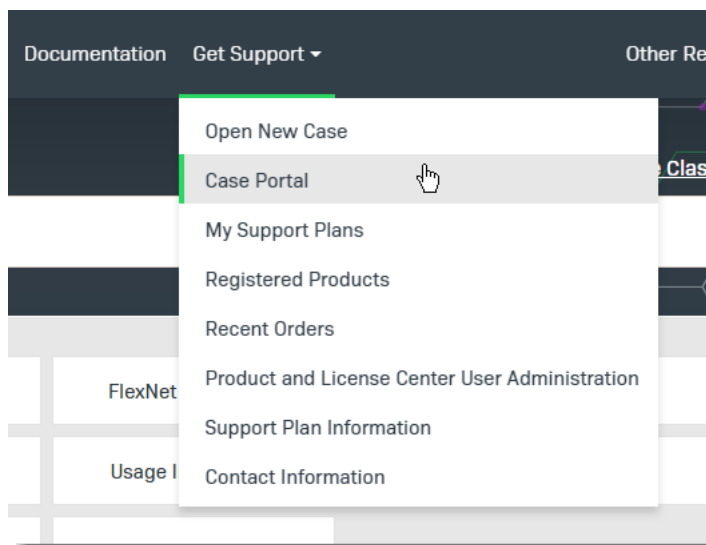 Documentation Get Support Other Re
Open New Case
e Clas
Case Portal
My Support Plans
Registered Products
Recent Orders
Product and License Center User Administration
FlexNet
Support Plan Information
Usage I
Contact Information